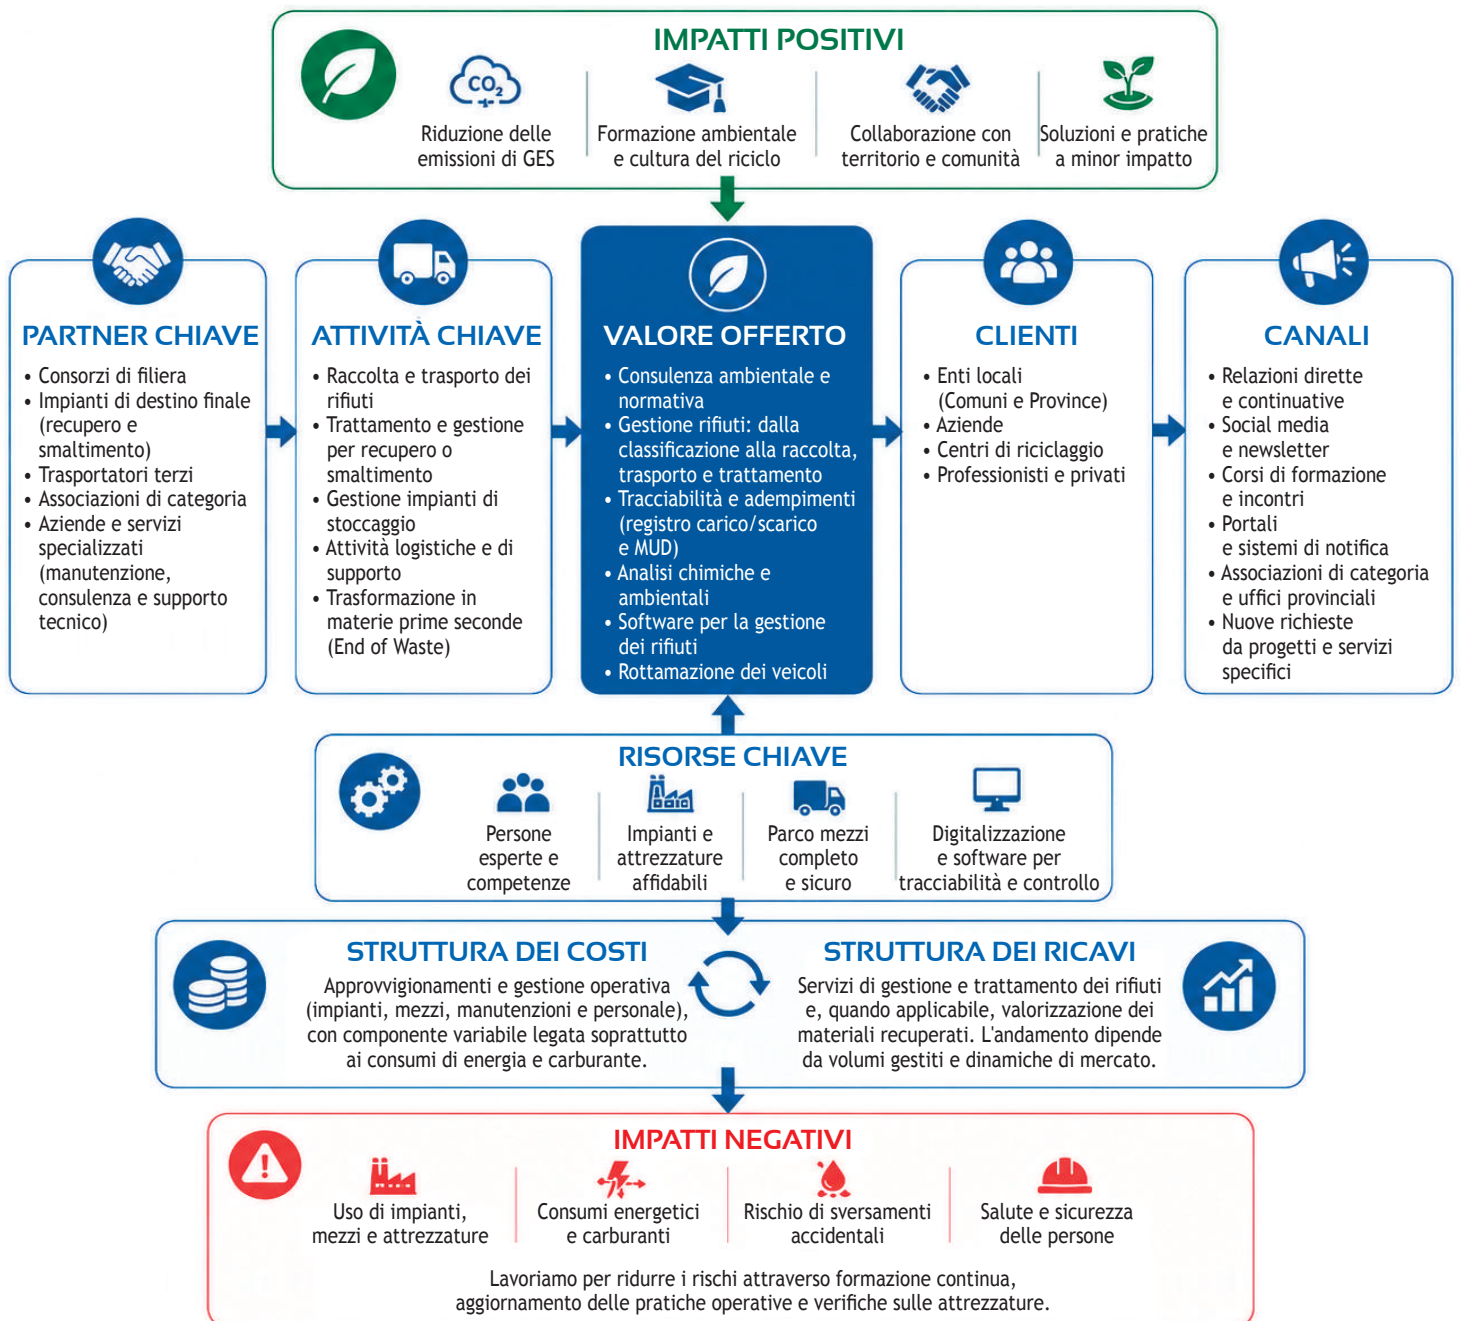 IMPATTI POSITIVI
CO₂
Riduzione delle
emissioni di GES
Formazione ambientale
e cultura del riciclo
Collaborazione con
territorio e comunità
Soluzioni e pratiche
a minor impatto
PARTNER CHIAVE
• Consorzi di filiera
• Impianti di destino finale
(recupero e
smaltimento)
• Trasportatori terzi
• Associazioni di categoria
• Aziende e servizi
specializzati
(manutenzione,
consulenza e supporto
tecnico)
ATTIVITÀ CHIAVE
• Raccolta e trasporto dei
rifiuti
• Trattamento e gestione
per recupero o
smaltimento
• Gestione impianti di
stoccaggio
• Attività logistiche e di
supporto
• Trasformazione in
materie prime seconde
(End of Waste)
VALORE OFFERTO
• Consulenza ambientale e
normativa
• Gestione rifiuti: dalla
classificazione alla raccolta,
trasporto e trattamento
• Tracciabilità e adempimenti
(registro carico/scarico
e MUD)
• Analisi chimiche e
ambientali
• Software per la gestione
dei rifiuti
• Rottamazione dei veicoli
CLIENTI
• Enti locali
(Comuni e Province)
• Aziende
• Centri di riciclaggio
• Professionisti e privati
CANALI
• Relazioni dirette
e continuative
• Social media
e newsletter
• Corsi di formazione
e incontri
• Portali
e sistemi di notifica
• Associazioni di categoria
e uffici provinciali
• Nuove richieste
da progetti e servizi
specifici
RISORSE CHIAVE
Persone
esperte e
competenze
Impianti e
attrezzature
affidabili
Parco mezzi
completo
e sicuro
Digitalizzazione
e software per
tracciabilità e controllo
STRUTTURA DEI COSTI
Approvvigionamenti e gestione operativa
(impianti, mezzi, manutenzioni e personale),
con componente variabile legata soprattutto
ai consumi di energia e carburante.
STRUTTURA DEI RICAVI
Servizi di gestione e trattamento dei rifiuti
e, quando applicabile, valorizzazione dei
materiali recuperati. L'andamento dipende
da volumi gestiti e dinamiche di mercato.
IMPATTI NEGATIVI
Uso di impianti,
mezzi e attrezzature
Consumi energetici
e carburanti
Rischio di sversamenti
accidentali
Salute e sicurezza
delle persone
Lavoriamo per ridurre i rischi attraverso formazione continua,
aggiornamento delle pratiche operative e verifiche sulle attrezzature.